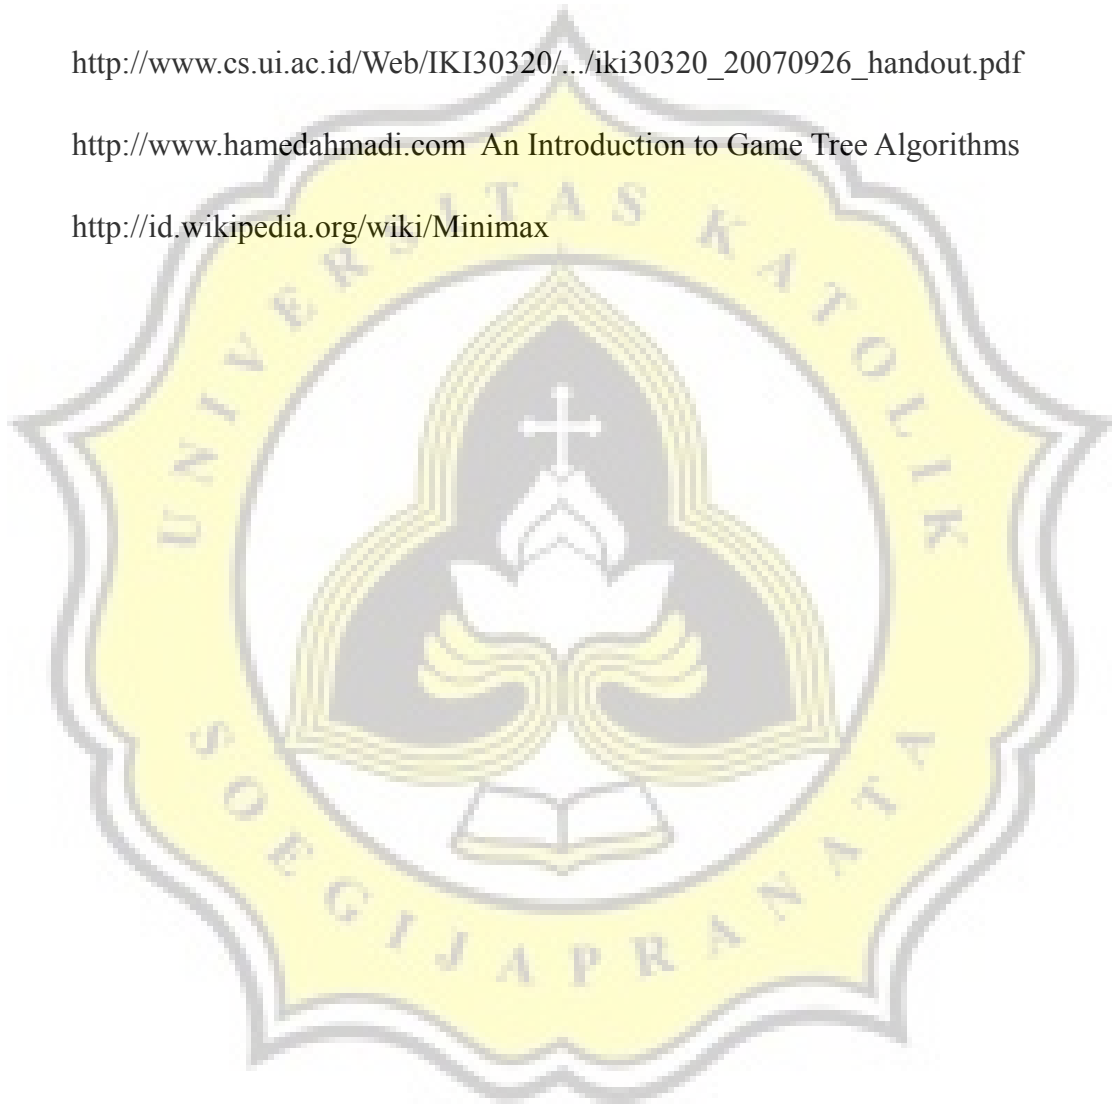 http://www.cs.ui.ac.id/Web/IKI30320/.../iki30320_20070926_handout.pdf
http://www.hamedahmadi.com  An Introduction to Game Tree Algorithms
http://id.wikipedia.org/wiki/Minimax
UNIVERSITAS KATOLIK
SOEGIJAPRANATA